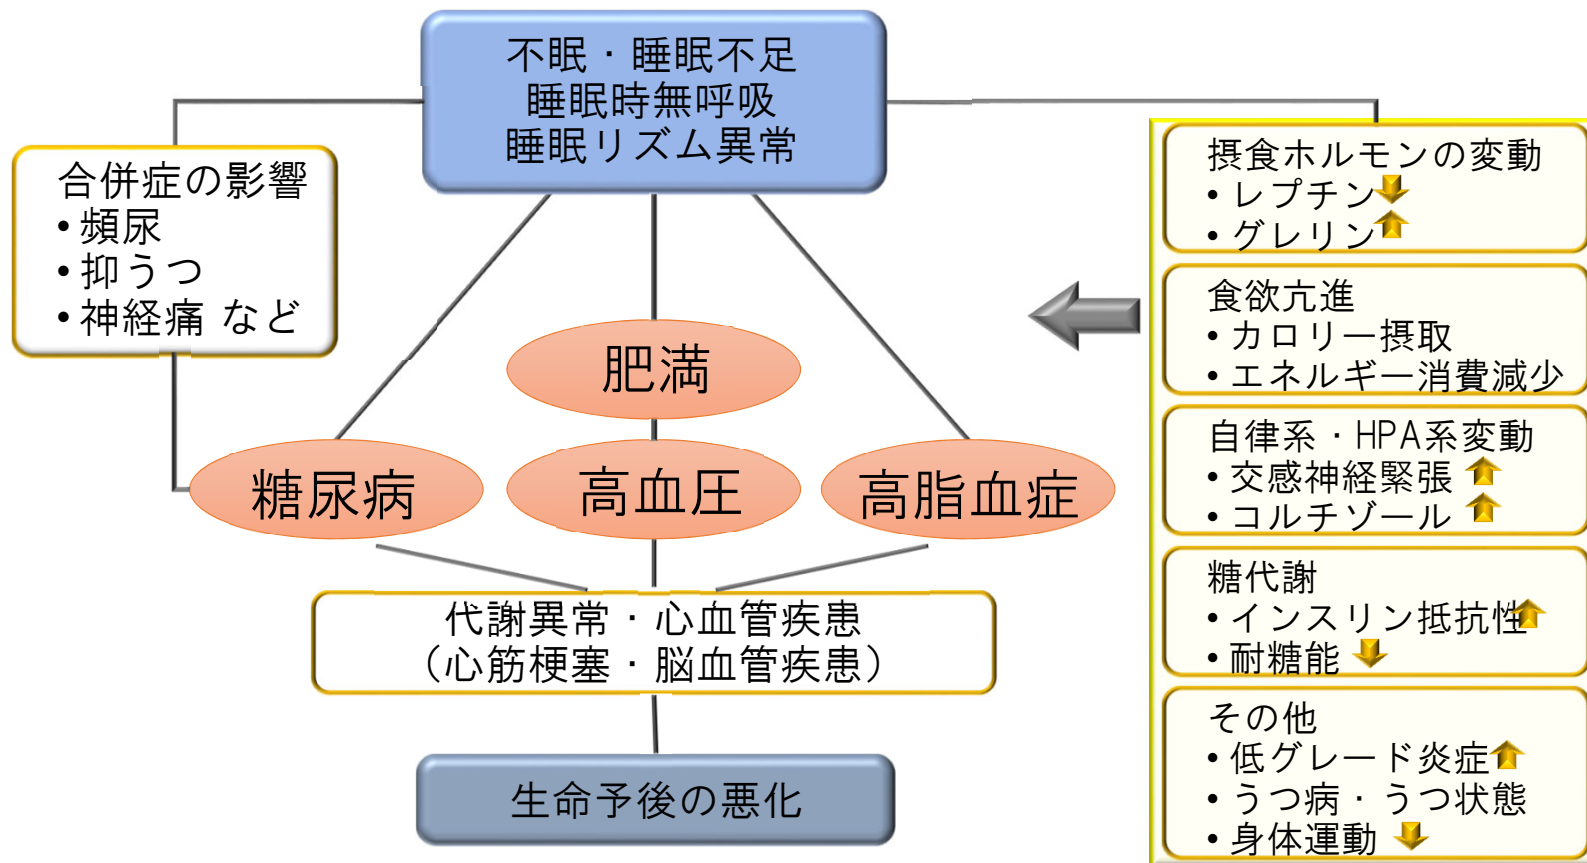 不眠・睡眠不足
睡眠時無呼吸
睡眠リズム異常
合併症の影響
•頻尿
•抑うつ
•神経痛 など
肥満
糖尿病
高血圧
高脂血症
代謝異常・心血管疾患
（心筋梗塞・脳血管疾患）
生命予後の悪化
摂食ホルモンの変動
•レプチン
•グレリン
食欲亢進
•カロリー摂取
•エネルギー消費減少
自律系・HPA系変動
•交感神経緊張
•コルチゾール
糖代謝
•インスリン抵抗性
•耐糖能
その他
•低グレード炎症
•うつ病・うつ状態
•身体運動